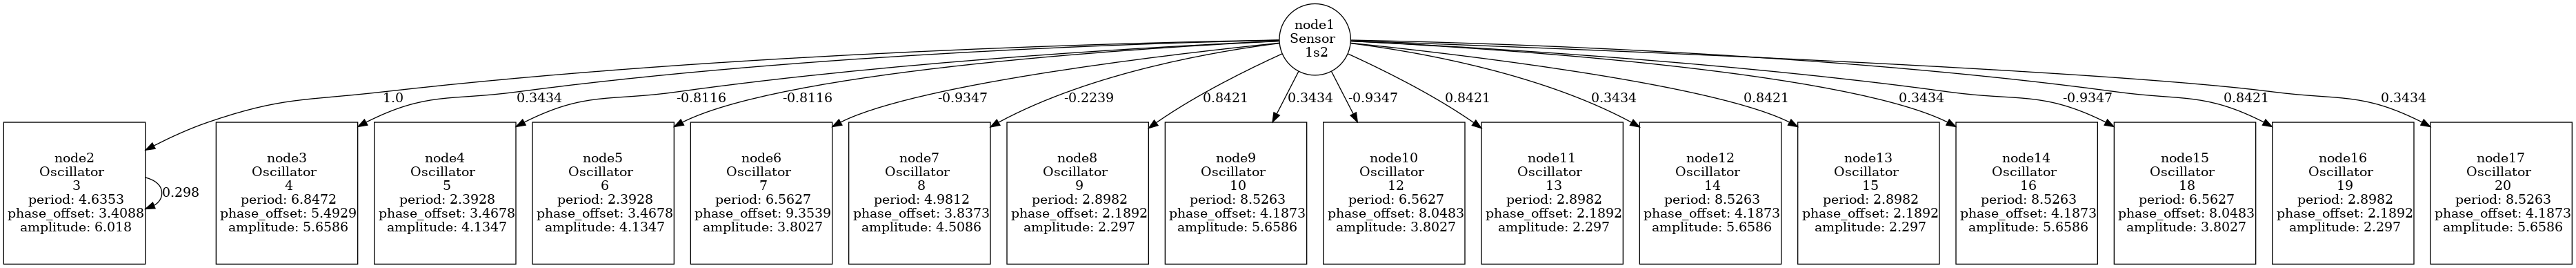 node1
Sensor
1s2
1.0
0.3434
-0.8116
-0.8116
-0.9347
-0.2239
0.8421
0.3434
-0.9347
0.8421
0.3434
0.8421
0.3434
-0.9347
0.8421
0.3434
node2
Oscillator
3
period: 4.6353
phase_offset: 3.4088
amplitude: 6.018
0.298
node3
Oscillator
4
period: 6.8472
phase_offset: 5.4929
amplitude: 5.6586
node4
Oscillator
5
period: 2.3928
phase_offset: 3.4678
amplitude: 4.1347
node5
Oscillator
6
period: 2.3928
phase_offset: 3.4678
amplitude: 4.1347
node6
Oscillator
7
period: 6.5627
phase_offset: 9.3539
amplitude: 3.8027
node7
Oscillator
8
period: 4.9812
phase_offset: 3.8373
amplitude: 4.5086
node8
Oscillator
9
period: 2.8982
phase_offset: 2.1892
amplitude: 2.297
node9
Oscillator
10
period: 8.5263
phase_offset: 4.1873
amplitude: 5.6586
node10
Oscillator
12
period: 6.5627
phase_offset: 8.0483
amplitude: 3.8027
node11
Oscillator
13
period: 2.8982
phase_offset: 2.1892
amplitude: 2.297
node12
Oscillator
14
period: 8.5263
phase_offset: 4.1873
amplitude: 5.6586
node13
Oscillator
15
period: 2.8982
phase_offset: 2.1892
amplitude: 2.297
node14
Oscillator
16
period: 8.5263
phase_offset: 4.1873
amplitude: 5.6586
node15
Oscillator
18
period: 6.5627
phase_offset: 8.0483
amplitude: 3.8027
node16
Oscillator
19
period: 2.8982
phase_offset: 2.1892
amplitude: 2.297
node17
Oscillator
20
period: 8.5263
phase_offset: 4.1873
amplitude: 5.6586